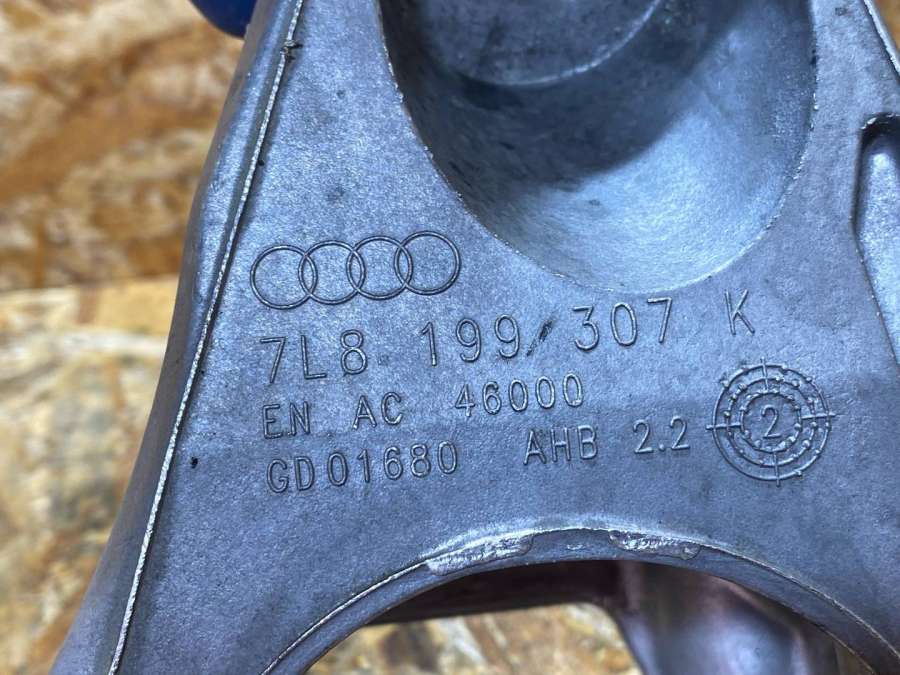 7L8 199 307 K
EN AC 46000
GD01680 AHB 2.2 2